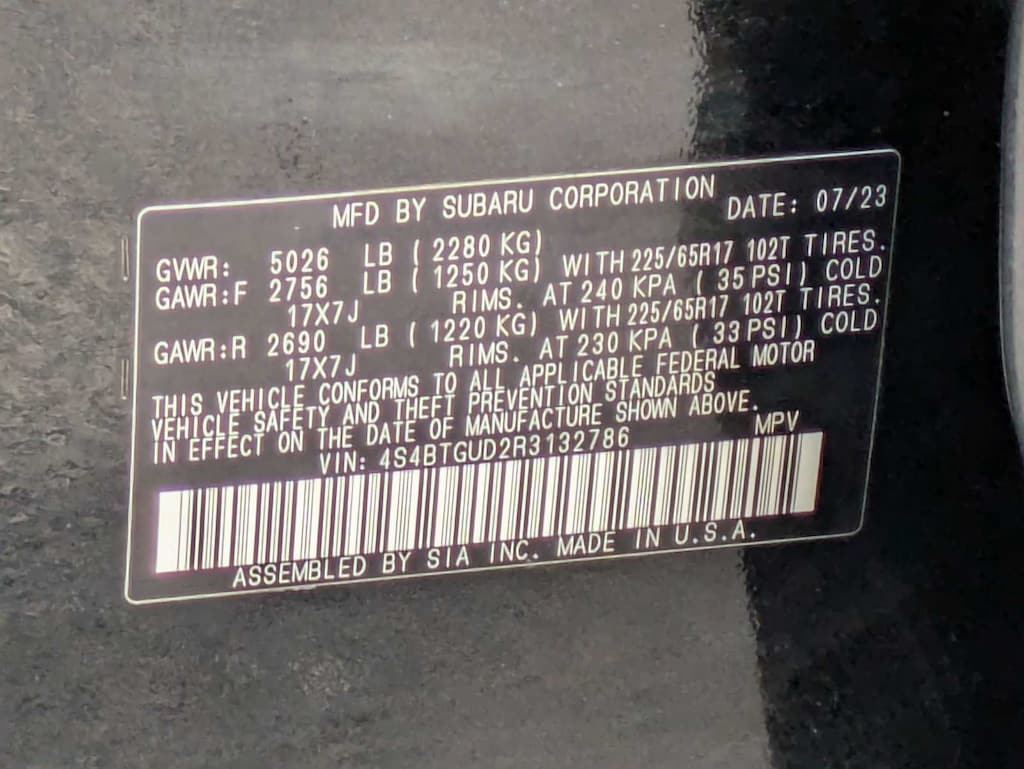 MFD BY SUBARU CORPORATION DATE: 07/23
GVWR: 5026 LB ( 2280 KG)
GAWR:F 2756 LB ( 1250 KG) WITH 225/65R17 102T TIRES.
17X7J RIMS. AT 240 KPA ( 35 PSI) COLD
GAWR:R 2690 LB ( 1220 KG) WITH 225/65R17 102T TIRES.
17X7J RIMS. AT 230 KPA ( 33 PSI) COLD
THIS VEHICLE CONFORMS TO ALL APPLICABLE FEDERAL MOTOR
VEHICLE SAFETY AND THEFT PREVENTION STANDARDS
IN EFFECT ON THE DATE OF MANUFACTURE SHOWN ABOVE.
VIN: 4S4BTGUD2R3132786 MPV
ASSEMBLED BY SIA INC. MADE IN U.S.A.